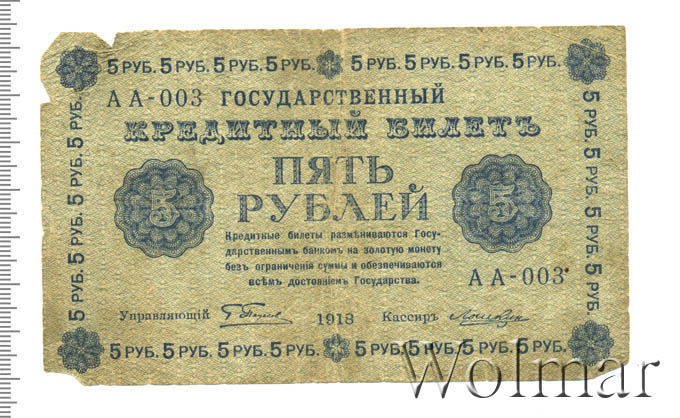 5 РУБ. 5 РУБ. 5 РУБ. 5 РУБ. 5 РУБ. 5 РУБ. 5 РУБ. 5 РУБ.
АА-003 ГОСУДАРСТВЕННЫЙ
КРЕДИТНЫЙ БИЛЕТЪ
ПЯТЬ
РУБЛЕЙ
5
5
Кредитные билеты размѣниваются Госу-
дарственнымъ банкомъ на золотую монету
безъ ограниченія суммы и обезпечиваются
всѣмъ достояніемъ Государства.
АА-003
Управляющій
1918
Кассиръ
5 РУБ. 5 РУБ. 5 РУБ. 5 РУБ. 5 РУБ. 5 РУБ. 5 РУБ. 5 РУБ.
5 РУБ. 5 РУБ. 5 РУБ. 5 РУБ. 5 РУБ.
5 РУБ. 5 РУБ. 5 РУБ. 5 РУБ. 5 РУБ.
Wolmar